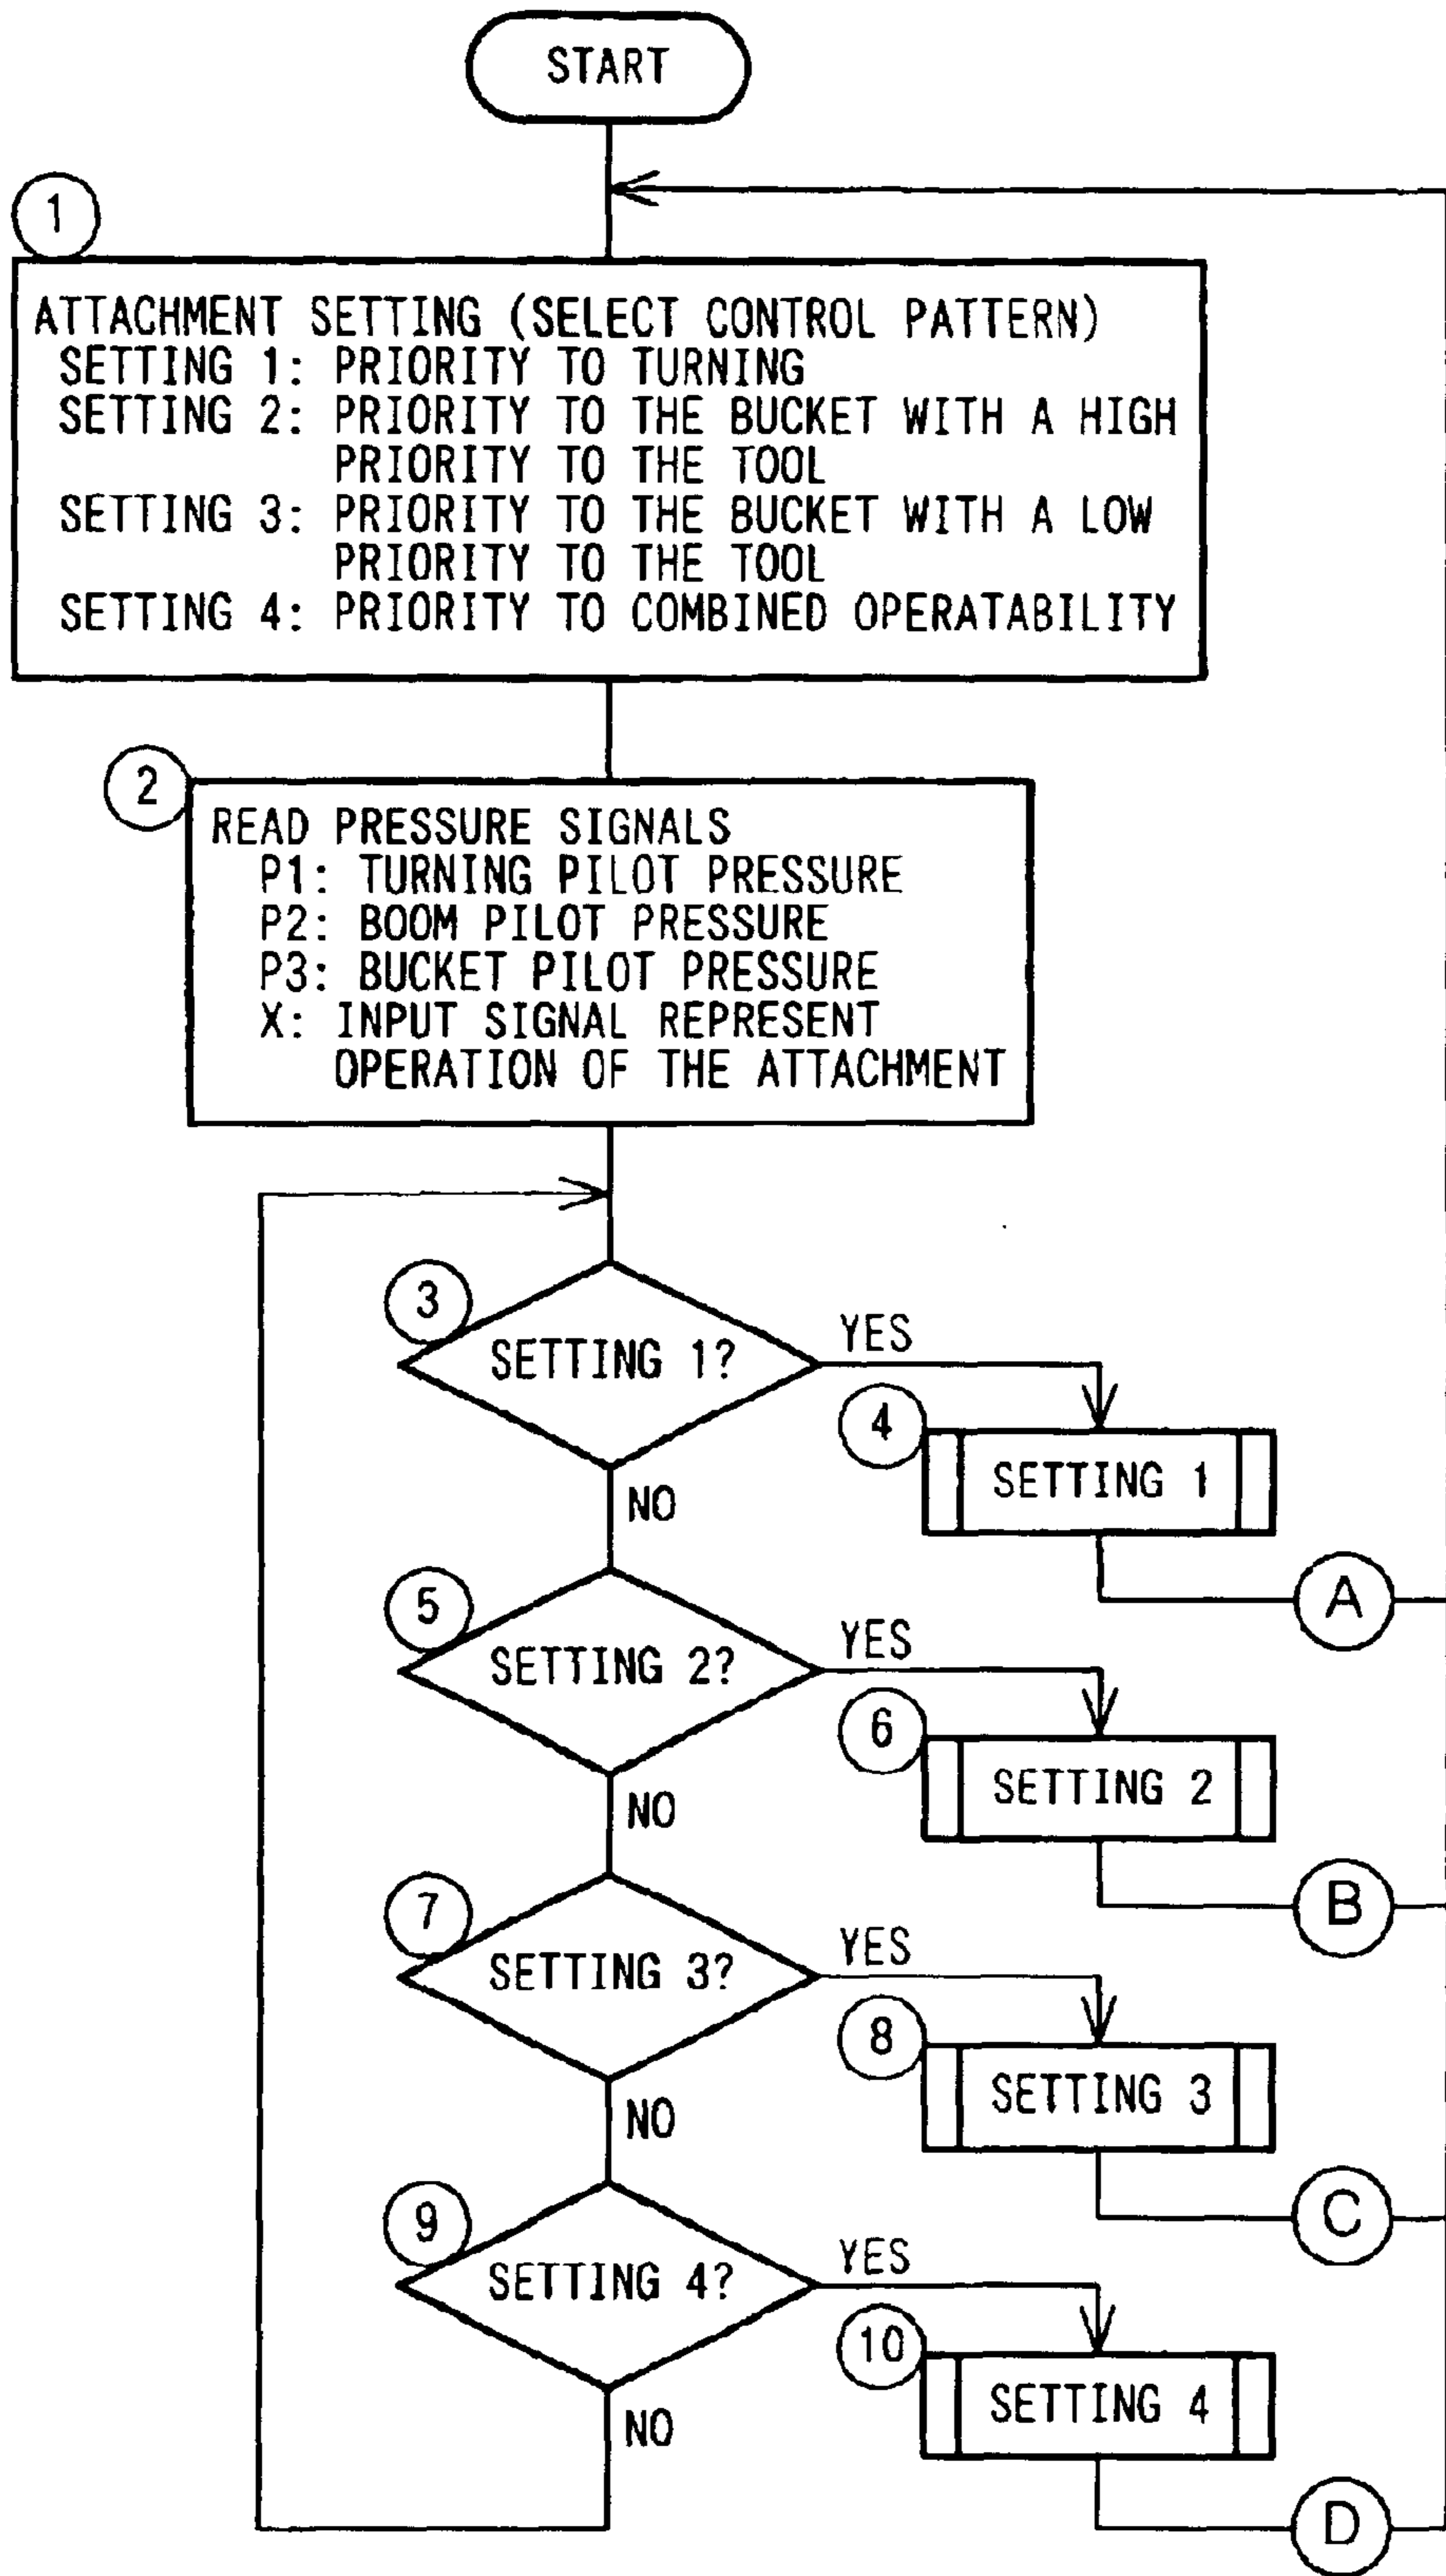 START
1
ATTACHMENT SETTING (SELECT CONTROL PATTERN)
SETTING 1: PRIORITY TO TURNING
SETTING 2: PRIORITY TO THE BUCKET WITH A HIGH
PRIORITY TO THE TOOL
SETTING 3: PRIORITY TO THE BUCKET WITH A LOW
PRIORITY TO THE TOOL
SETTING 4: PRIORITY TO COMBINED OPERATABILITY
2
READ PRESSURE SIGNALS
P1: TURNING PILOT PRESSURE
P2: BOOM PILOT PRESSURE
P3: BUCKET PILOT PRESSURE
X: INPUT SIGNAL REPRESENT
OPERATION OF THE ATTACHMENT
3
SETTING 1?
YES
4
SETTING 1
NO
A
5
SETTING 2?
YES
6
SETTING 2
NO
B
7
SETTING 3?
YES
8
SETTING 3
NO
C
9
SETTING 4?
YES
10
SETTING 4
NO
D